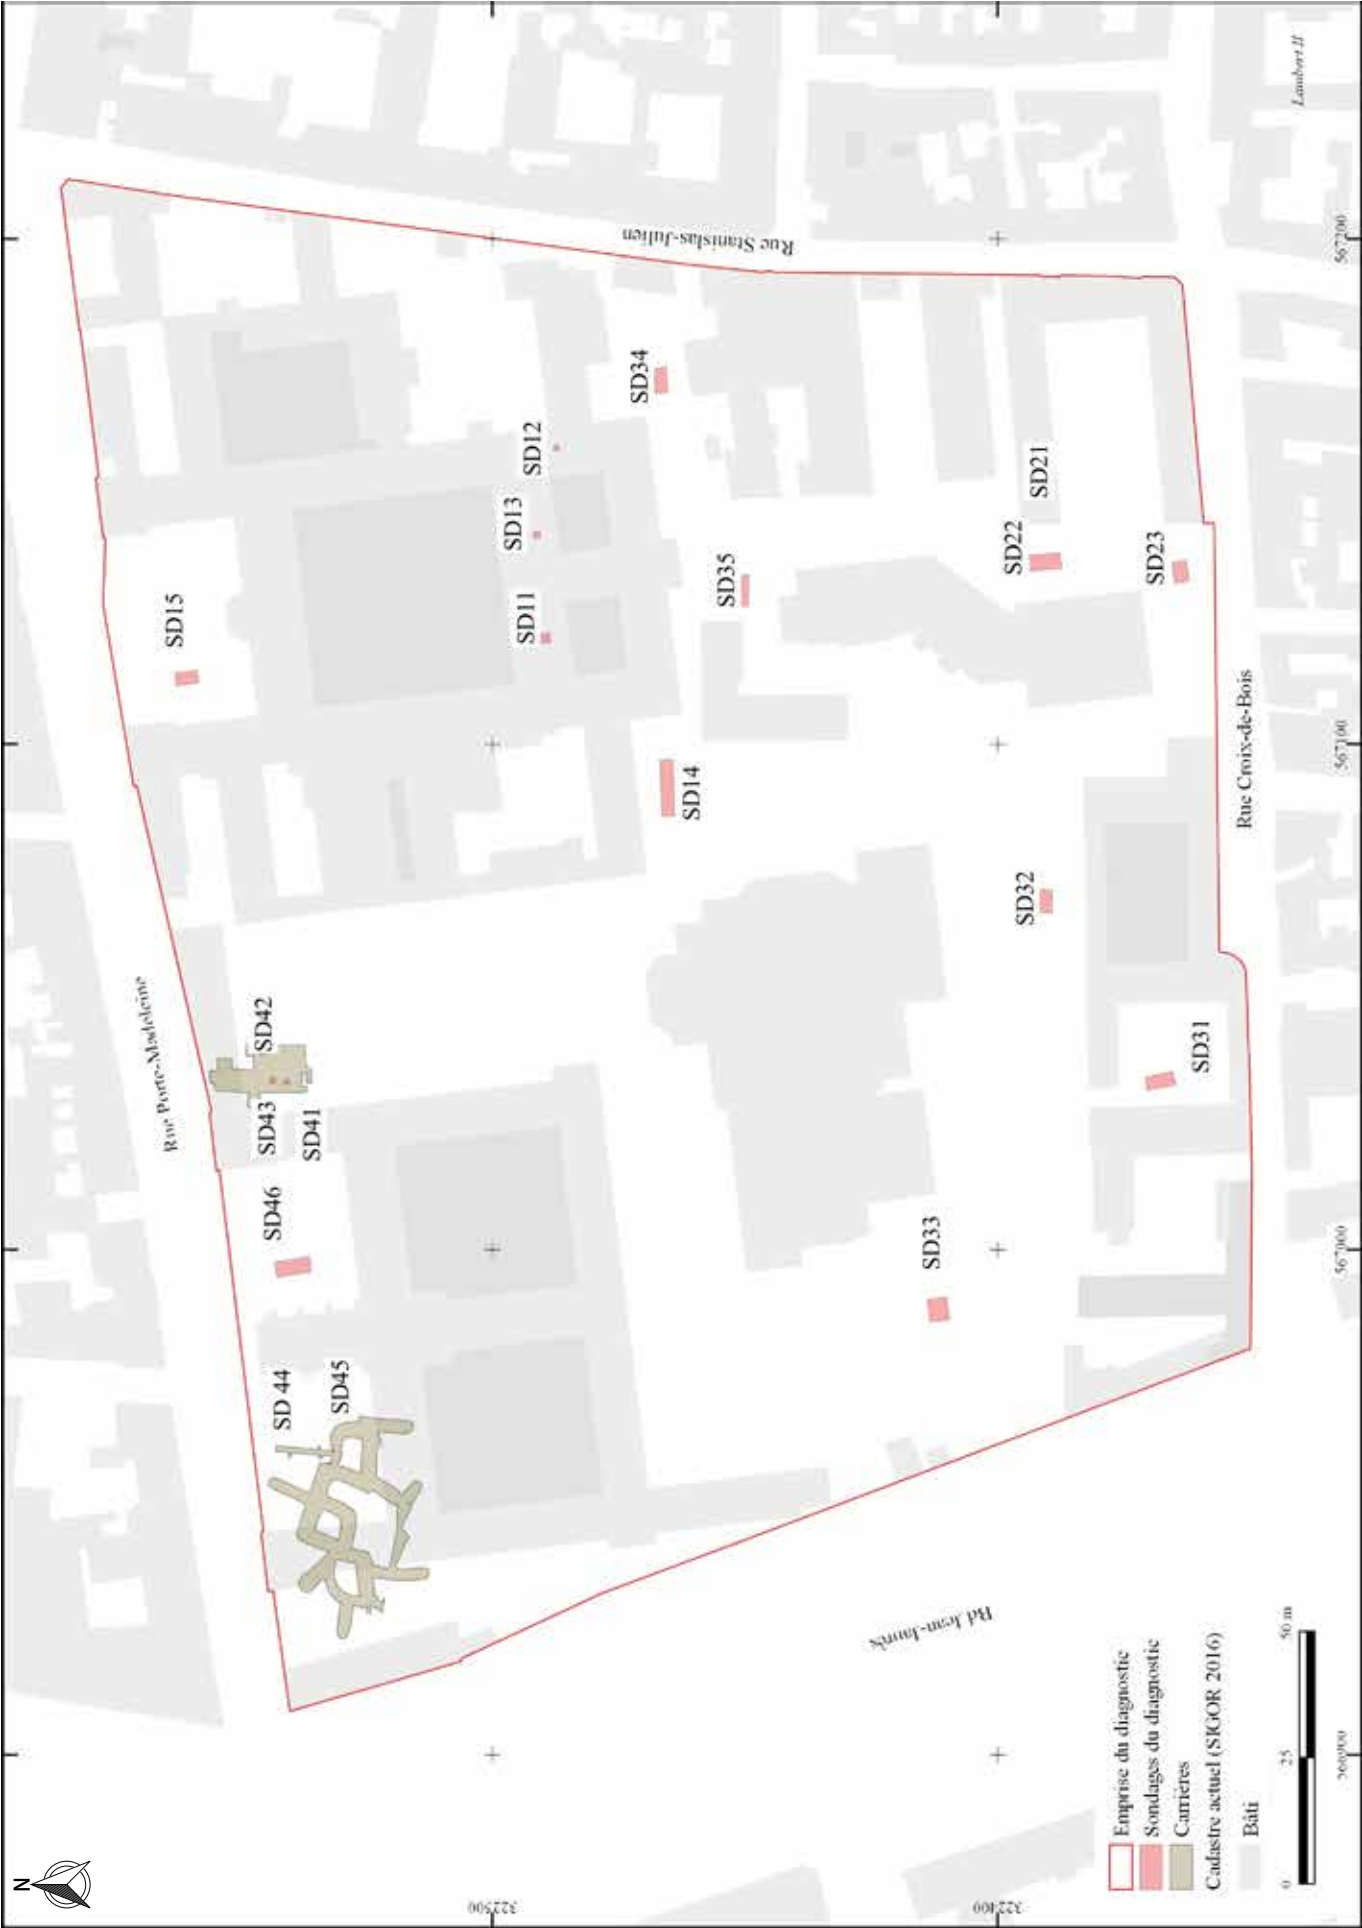 N
Rue Porte-Madeleine
Rue Stanislas-Julien
Rue Croix-de-Bois
Bd Jean-Jaurès
SD15
SD11
SD13
SD12
SD34
SD35
SD14
SD22
SD21
SD23
SD32
SD31
SD33
SD42
SD43
SD41
SD46
SD 44
SD45
Emprise du diagnostic
Sondages du diagnostic
Carrières
Cadastre actuel (SIGOR 2016)
Bâti
0 25 50 m
322500
322400
566900
567000
567100
567200
Lambert II